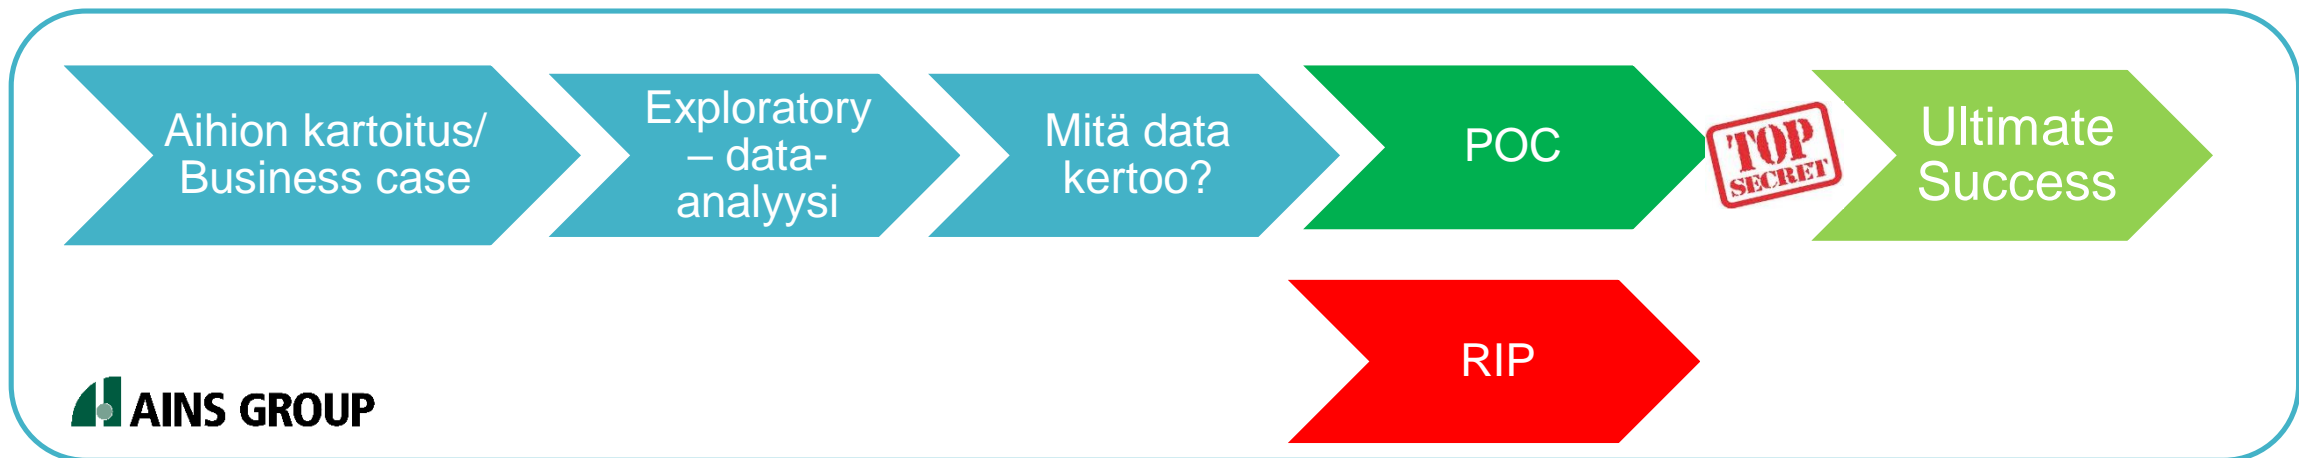 Aihion kartoitus/
Business case
Exploratory
– data-
analyysi
Mitä data
kertoo?
POC
TOP
SECRET
Ultimate
Success
RIP
AINS GROUP